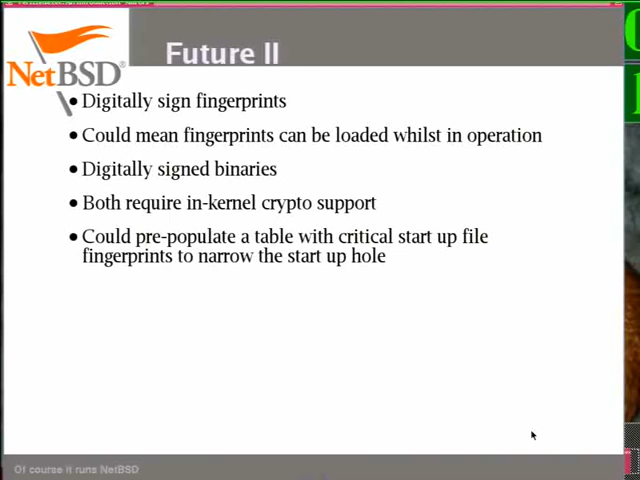 Future II
NetBSD®
• Digitally sign fingerprints
• Could mean fingerprints can be loaded whilst in operation
• Digitally signed binaries
• Both require in-kernel crypto support
• Could pre-populate a table with critical start up file
fingerprints to narrow the start up hole
Of course it runs NetBSD